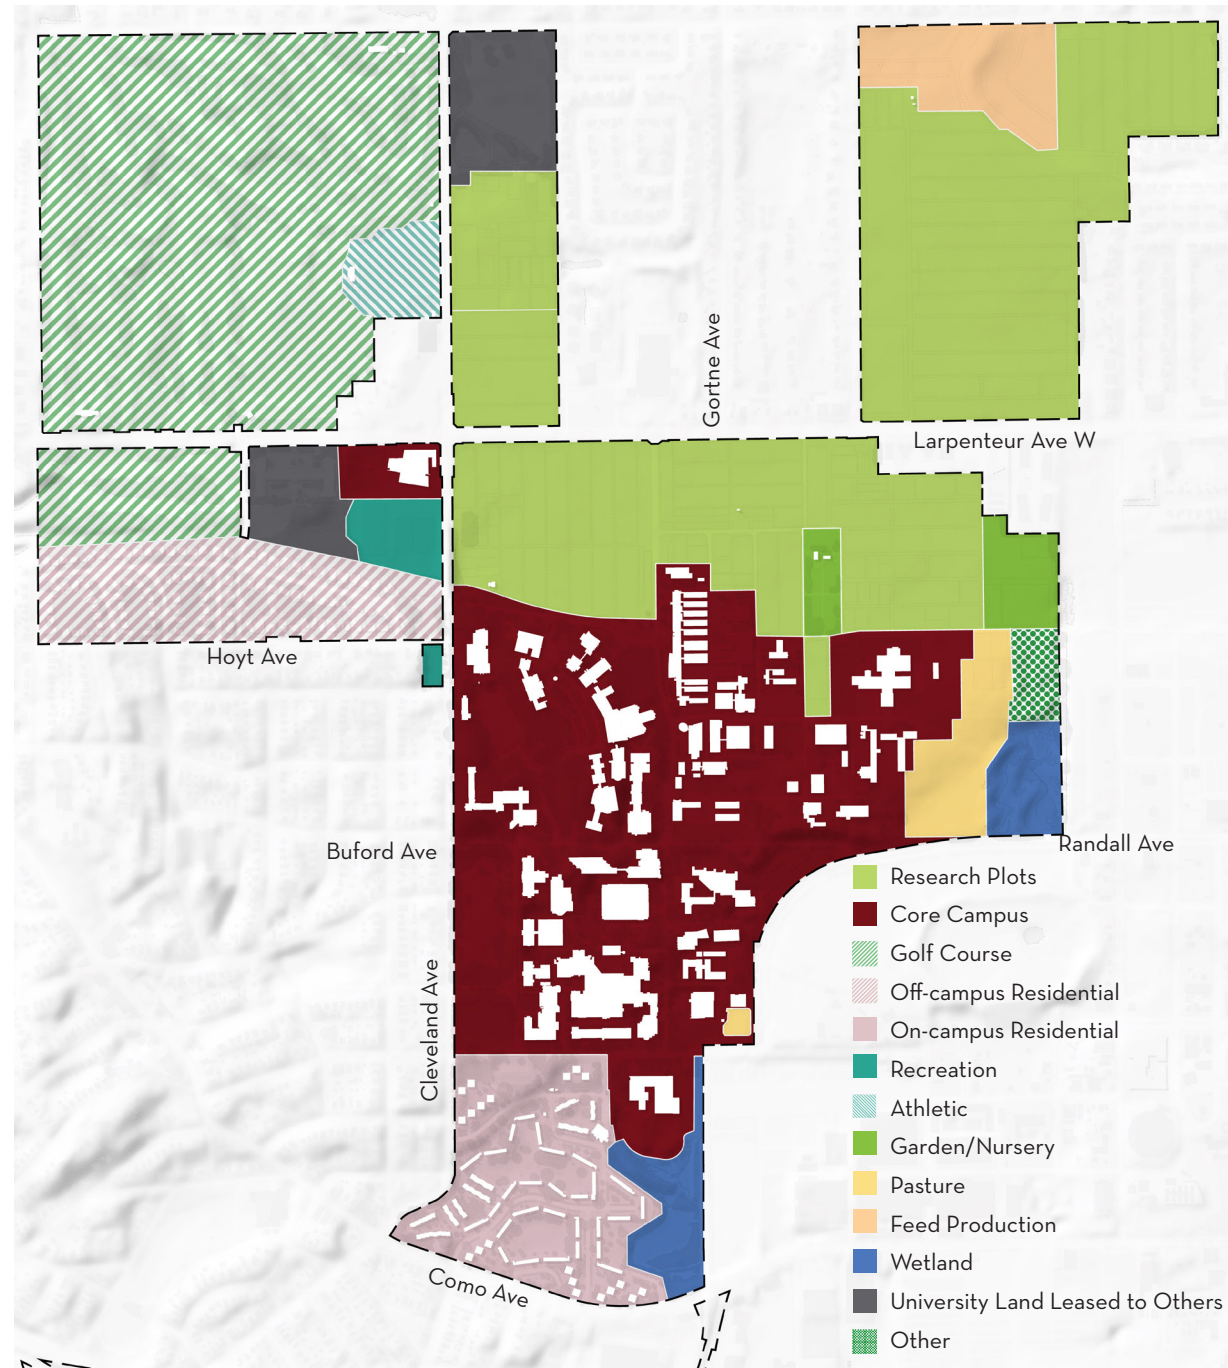 Gortne Ave
Larpenteur Ave W
Hoyt Ave
Buford Ave
Randall Ave
Cleveland Ave
Como Ave
Research Plots
Core Campus
Golf Course
Off-campus Residential
On-campus Residential
Recreation
Athletic
Garden/Nursery
Pasture
Feed Production
Wetland
University Land Leased to Others
Other